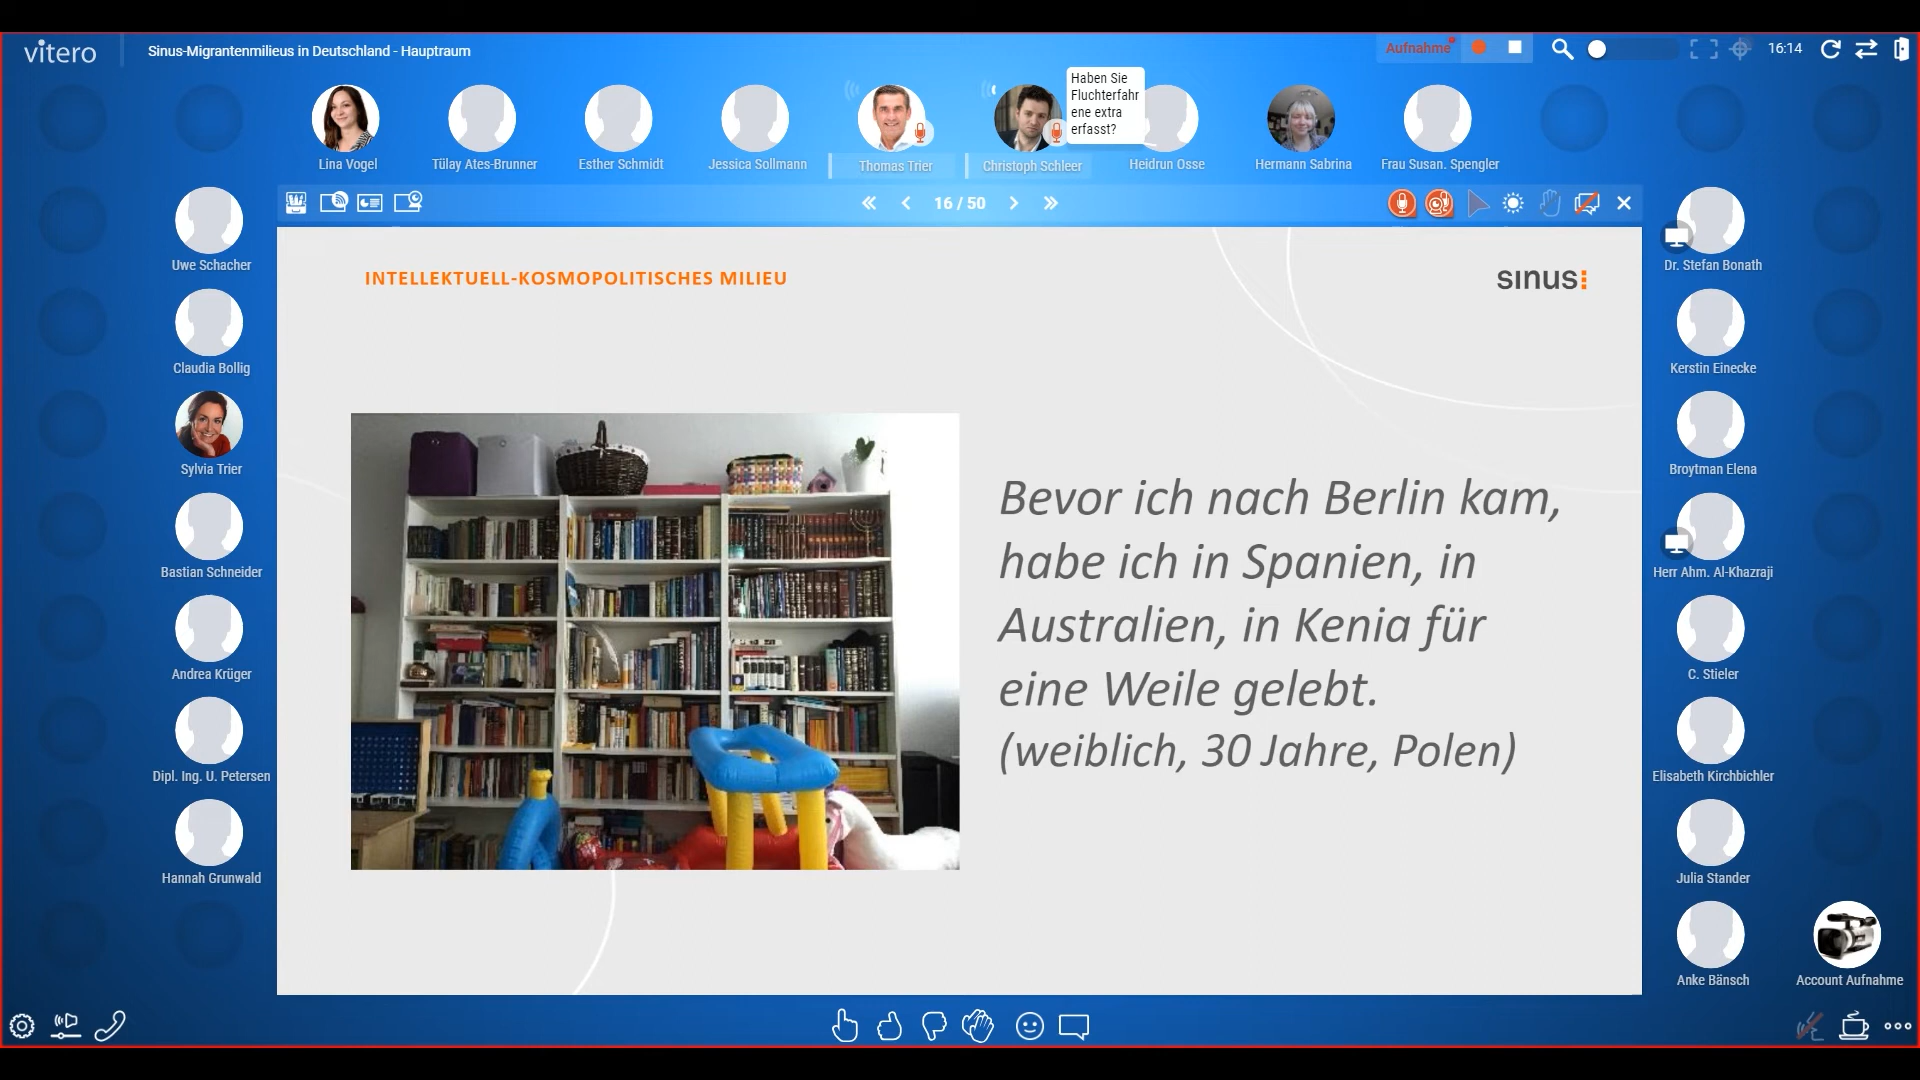 vitero
Sinus-Migrantenmilieus in Deutschland - Hauptraum
Aufnahme
16:14
Haben Sie
Fluchterfahr
ene extra
erfasst?
Lina Vogel
Tülay Ates-Brunner
Esther Schmidt
Jessica Sollmann
Thomas Trier
Christoph Schleer
Heidrun Osse
Hermann Sabrina
Frau Susan. Spengler
16 / 50
Uwe Schacher
Claudia Bollig
Sylvia Trier
Bastian Schneider
Andrea Krüger
Dipl. Ing. U. Petersen
Hannah Grunwald
INTELLEKTUELL-KOSMOPOLITISCHES MILIEU
sinus
Bevor ich nach Berlin kam,
habe ich in Spanien, in
Australien, in Kenia für
eine Weile gelebt.
(weiblich, 30 Jahre, Polen)
Dr. Stefan Bonath
Kerstin Einecke
Broytman Elena
Herr Ahm. Al-Khazraji
C. Stieler
Elisabeth Kirchbichler
Julia Stander
Anke Bänsch
Account Aufnahme